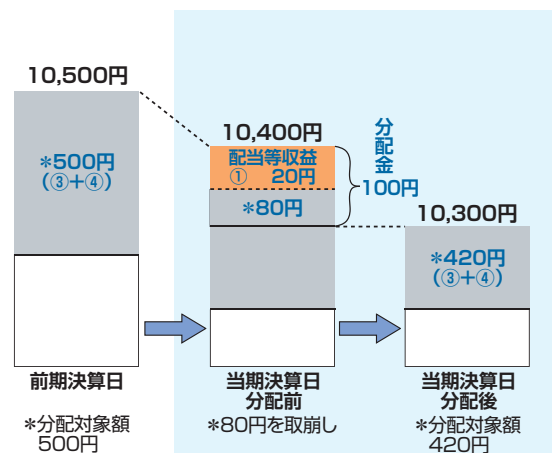 10,500円
*500円
(③+④)
前期決算日
*分配対象額
500円
10,400円
配当等収益
① 20円
*80円
分配金
100円
当期決算日
分配前
*80円を取崩し
10,300円
*420円
(③+④)
当期決算日
分配後
*分配対象額
420円